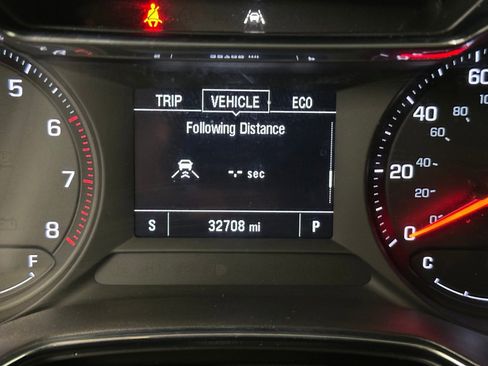 TRIP VEHICLE ECO
Following Distance
-.- sec
S 32708 mi P
5
6
7
8
F
60
40
20
0
80
60
40
20
C